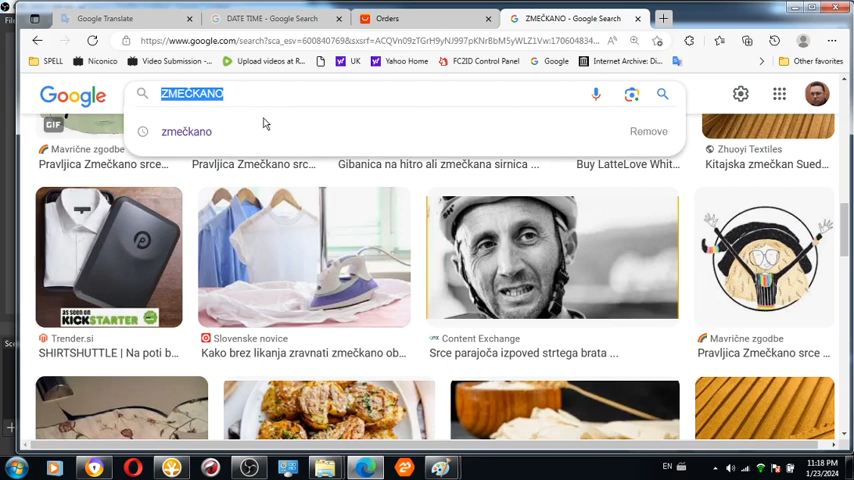 Google Translate
DATE TIME - Google Search
Orders
ZMEČKANO - Google Search
https://www.google.com/search?sca_esv=600840769&sxsrf=ACQVn09zTGrH9yNJ997pKNrBbM5yWLZ1Vw:170604834...
SPELL
Niconico
Video Submission -...
Upload videos at R...
UK
Yahoo Home
FC2ID Control Panel
Google
Internet Archive: Di...
Other favorites
Google
ZMEČKANO
zmečkano
Remove
GIF
Mavrične zgodbe
Zhuoyi Textiles
Pravljica Zmečkano srce...
Pravljica Zmečkano src...
Gibanica na hitro ali zmečkana sirnica ...
Buy LatteLove Whit...
Kitajska zmečkan Sued...
AS SEEN ON
KICKSTARTER
Trender.si
Slovenske novice
Content Exchange
Mavrične zgodbe
SHIRTSHUTTLE | Na poti b...
Kako brez likanja zravnati zmečkano ob...
Srce parajoča izpoved strtega brata ...
Pravljica Zmečkano srce ...
EN
11:18 PM
1/23/2024